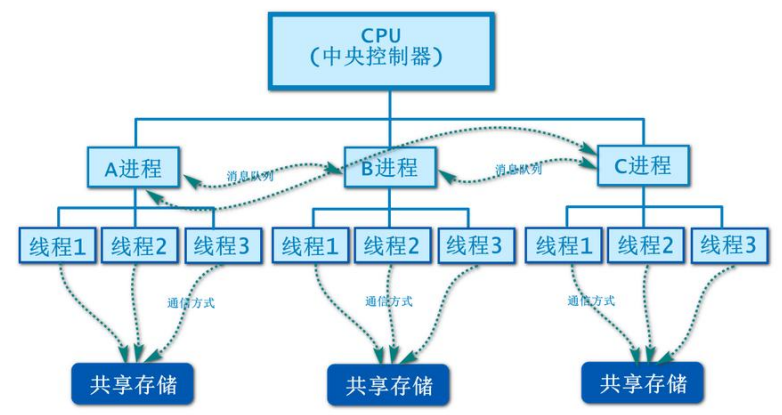 CPU
(中央控制器)
A进程
消息队列
B进程
消息队列
C进程
线程1
线程2
线程3
线程1
线程2
线程3
线程1
线程2
线程3
通信方式
通信方式
通信方式
共享存储
共享存储
共享存储